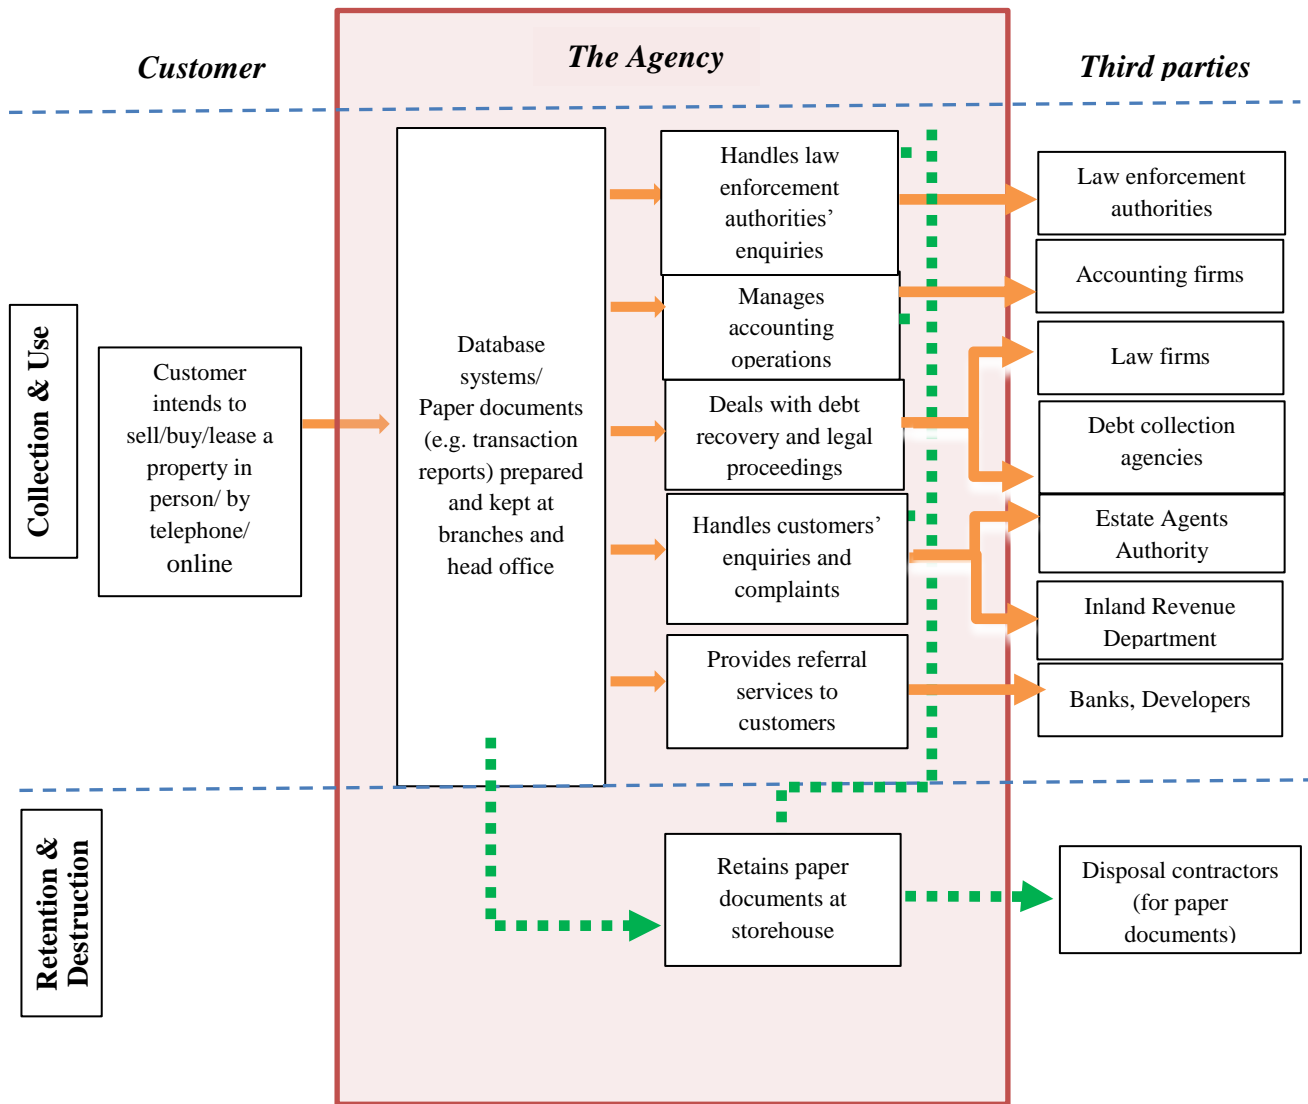 Customer
The Agency
Third parties
Collection & Use
Customer
intends to
sell/buy/lease a
property in
person/ by
telephone/
online
Database
systems/
Paper documents
(e.g. transaction
reports) prepared
and kept at
branches and
head office
Handles law
enforcement
authorities’
enquiries
Manages
accounting
operations
Deals with debt
recovery and legal
proceedings
Handles customers’
enquiries and
complaints
Provides referral
services to
customers
Law enforcement
authorities
Accounting firms
Law firms
Debt collection
agencies
Estate Agents
Authority
Inland Revenue
Department
Banks, Developers
Retention &
Destruction
Retains paper
documents at
storehouse
Disposal contractors
(for paper
documents)